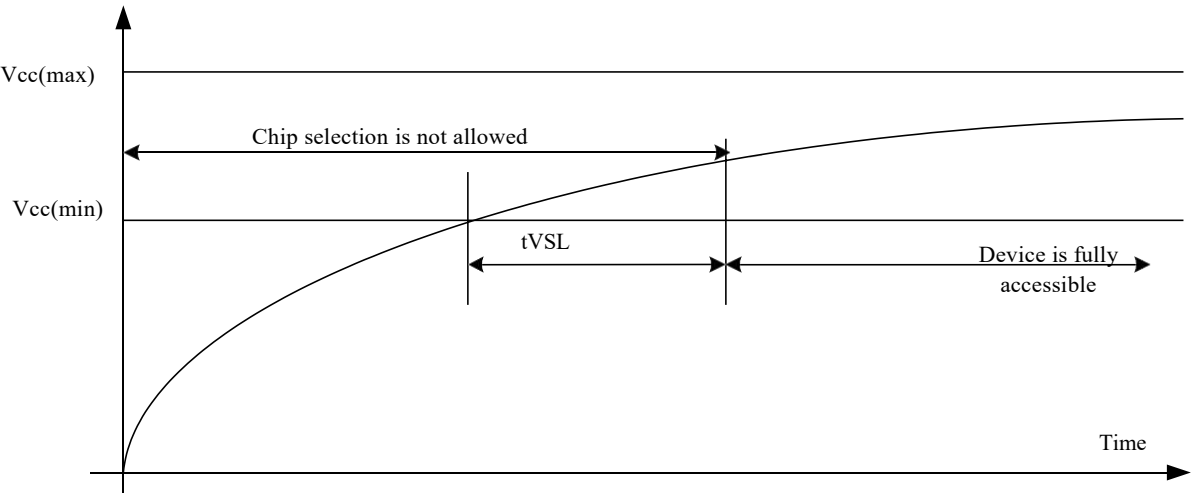 Vcc(max)
Chip selection is not allowed
Vcc(min)
tVSL
Device is fully
accessible
Time